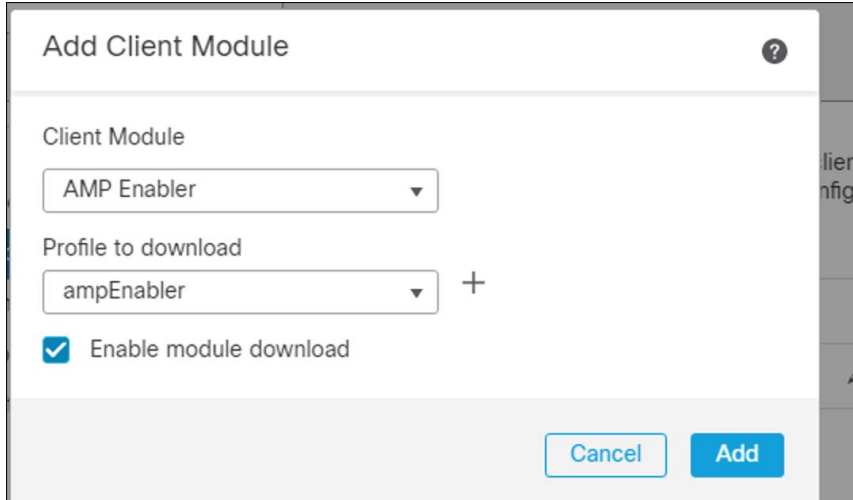 Add Client Module
?
Client Module
AMP Enabler
Profile to download
ampEnabler
+
Enable module download
Cancel
Add